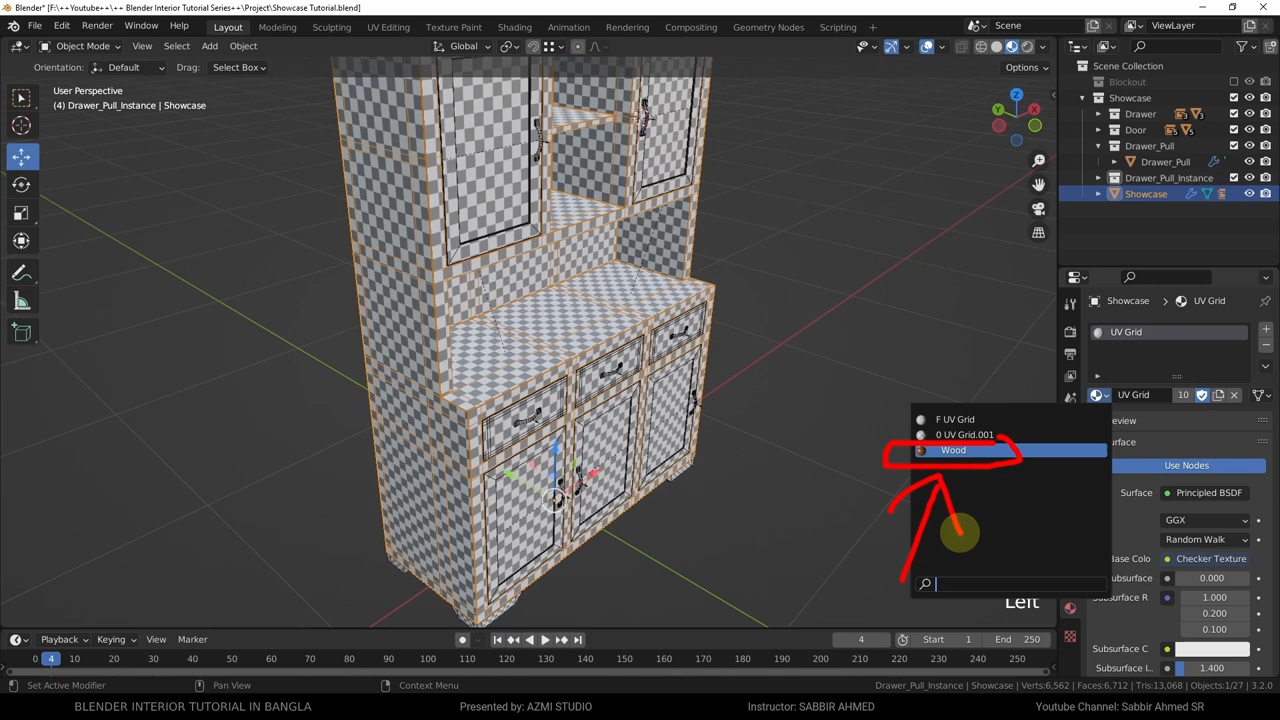 Blender* [F:\++Youtube++\++ Blender Interior Tutorial Series++\Project\Showcase Tutorial.blend]
File Edit Render Window Help Layout Modeling Sculpting UV Editing Texture Paint Shading Animation Rendering Compositing Geometry Nodes Scripting Scene ViewLayer
Object Mode View Select Add Object Global
Orientation: Default Drag: Select Box Options
User Perspective
(4) Drawer_Pull_Instance | Showcase
Z
Y X
Scene Collection
Blockout
Showcase
Drawer
Door
Drawer_Pull
Drawer_Pull
Drawer_Pull_Instance
Showcase
Showcase UV Grid
UV Grid
UV Grid 10
F UV Grid
0 UV Grid.001
Wood
eview
urface
Use Nodes
Surface Principled BSDF
GGX
Random Walk
Base Colo Checker Texture
Subsurface 0.000
Subsurface R 1.000
0.200
0.100
Subsurface C
Subsurface I.. 1.400
Left
Playback Keying View Marker 4 Start 1 End 250
0 4 10 20 30 40 50 60 70 80 90 100 110 120 130 140 150 160 170 180 190 200 210 220 230 240 250
Set Active Modifier Pan View Context Menu Drawer_Pull_Instance | Showcase | Verts:6,562 | Faces:6,712 | Tris:13,068 | Objects:1/27 | 3.2.0
BLENDER INTERIOR TUTORIAL IN BANGLA Presented by: AZMI STUDIO Instructor: SABBIR AHMED Youtube Channel: Sabbir Ahmed SR